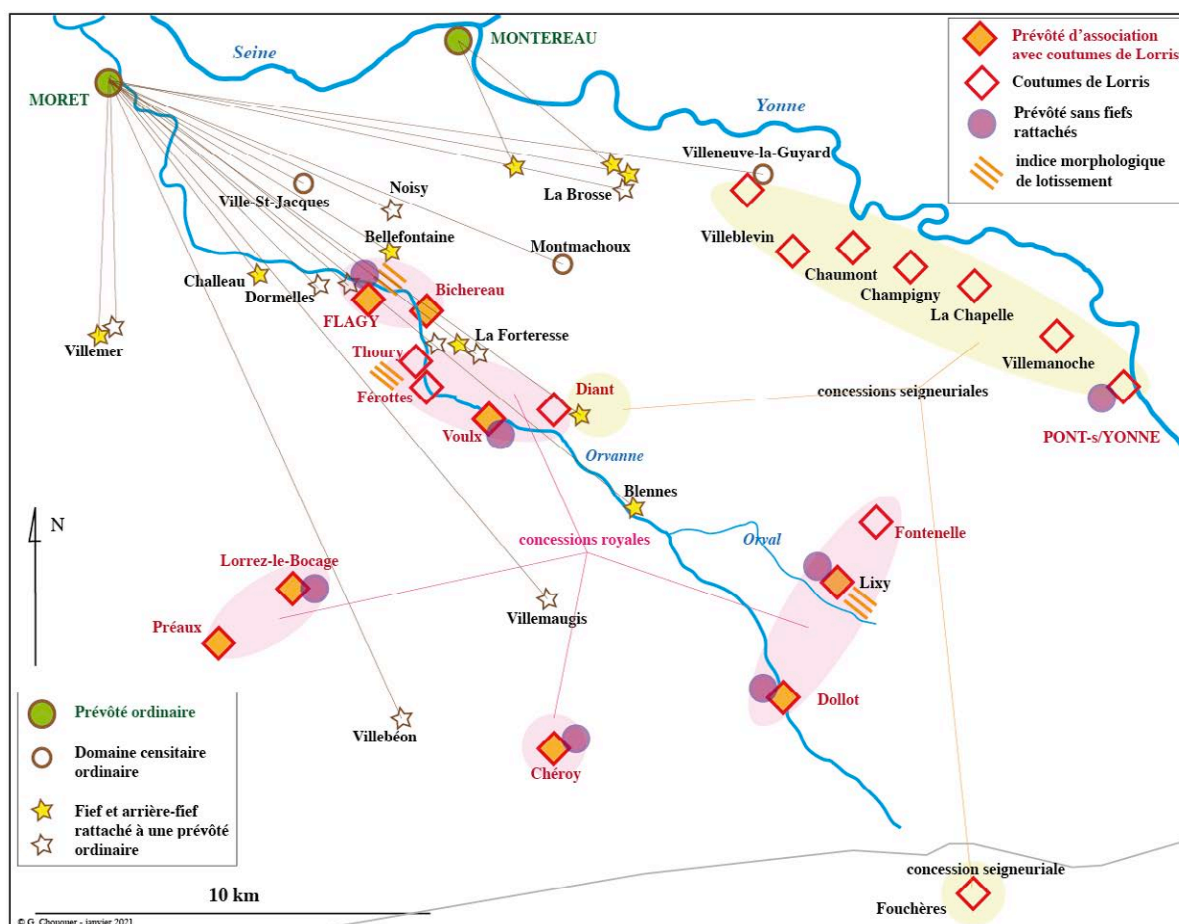 MONTEREAU
Seine
MORET
Yonne
Prévôté d'association
avec coutumes de Lorris
Coutumes de Lorris
Prévôté sans fiefs
rattachés
indice morphologique
de lotissement
Villeneuve-la-Guyard
La Brosse
Ville-St-Jacques
Noisy
Bellefontaine
Montmachoux
Villeblevin
Chaumont
Champigny
La Chapelle
Villemanoche
Challeau
Dormelles
FLAGY
Bichereau
La Forteresse
Villemer
Thoury
Férottes
Diant
concessions seigneuriales
Voulx
PONT-s/YONNE
Orvanne
Blennes
Fontenelle
Orval
concessions royales
N
Lorrez-le-Bocage
Lixy
Villemaugis
Préaux
Dollot
Villebéon
Chéroy
Prévôté ordinaire
Domaine censitaire
ordinaire
Fief et arrière-fief
rattaché à une prévôté
ordinaire
10 km
concession seigneuriale
Fouchères
© G. Chouquer - janvier 2021